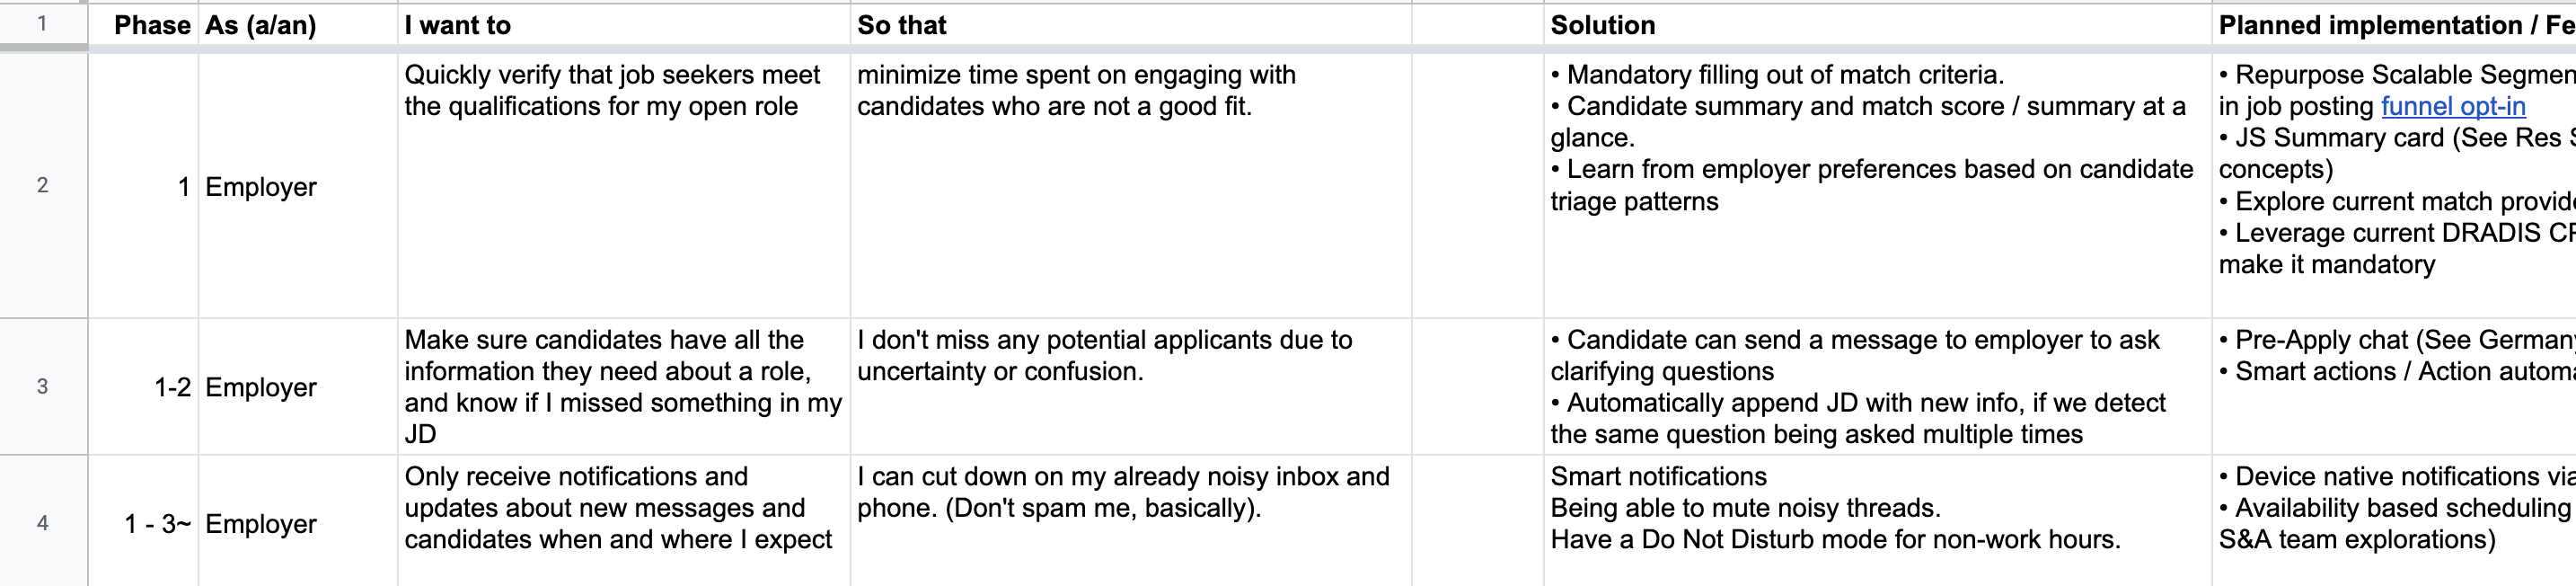 1 Phase As (a/an) I want to So that Solution Planned implementation /
2
1 Employer
Quickly verify that job seekers meet
the qualifications for my open role
minimize time spent on engaging with
candidates who are not a good fit.
• Mandatory filling out of match criteria.
• Candidate summary and match score / summary at a
glance.
• Learn from employer preferences based on candidate
triage patterns
• Repurpose Scalable
in job posting funnel opt-in
• JS Summary card (See Res
concepts)
• Explore current match
• Leverage current DRADIS
make it mandatory
3
1-2 Employer
Make sure candidates have all the
information they need about a role,
and know if I missed something in my
JD
I don't miss any potential applicants due to
uncertainty or confusion.
• Candidate can send a message to employer to ask
clarifying questions
• Automatically append JD with new info, if we detect
the same question being asked multiple times
• Pre-Apply chat (See
• Smart actions / Action
4
1 - 3~ Employer
Only receive notifications and
updates about new messages and
candidates when and where I expect
I can cut down on my already noisy inbox and
phone. (Don't spam me, basically).
Smart notifications
Being able to mute noisy threads.
Have a Do Not Disturb mode for non-work hours.
• Device native notifications
• Availability based scheduling
S&A team explorations)